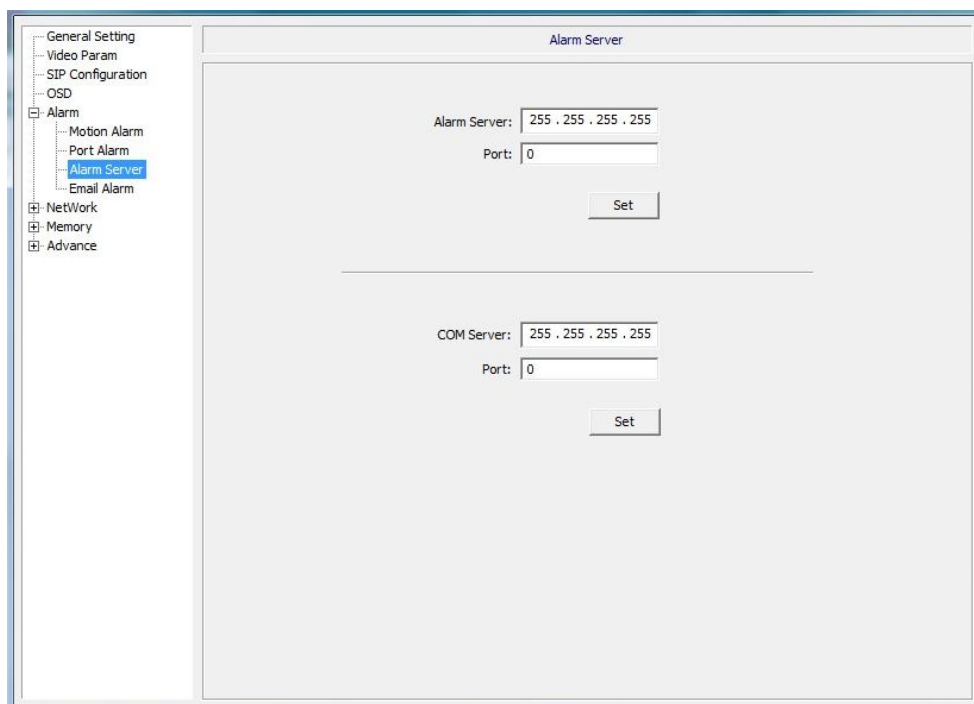 General Setting
Video Param
SIP Configuration
OSD
Alarm
Motion Alarm
Port Alarm
Alarm Server
Email Alarm
NetWork
Memory
Advance
Alarm Server
Alarm Server: 255 . 255 . 255 . 255
Port: 0
Set
COM Server: 255 . 255 . 255 . 255
Port: 0
Set